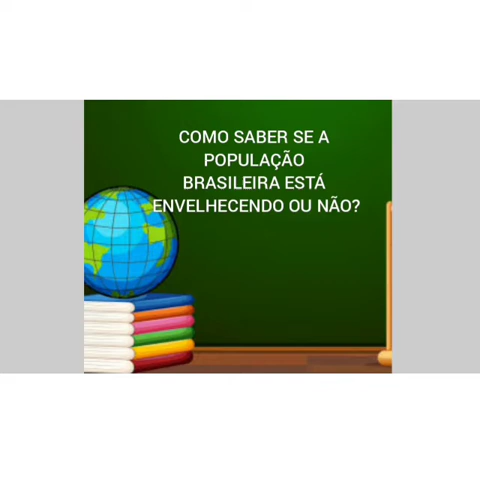 COMO SABER SE A
POPULAÇÃO
BRASILEIRA ESTÁ
ENVELHECENDO OU NÃO?